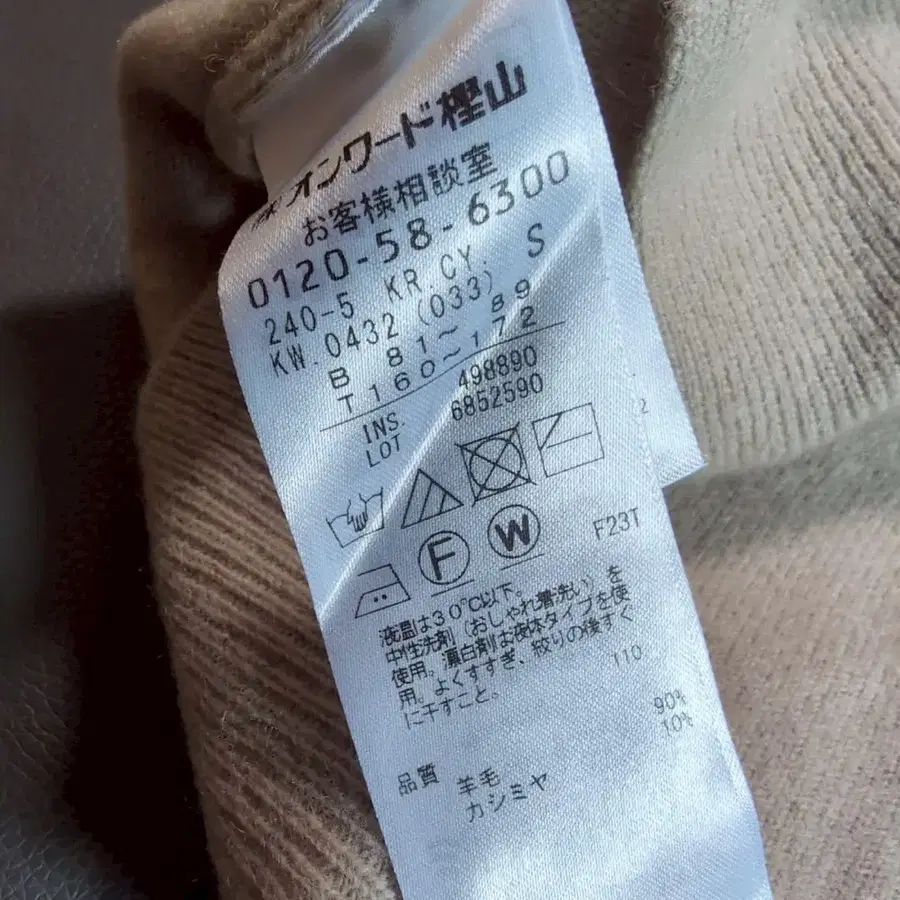 ㈱オンワード樫山
お客様相談室
0120-58-6300
240-5 KR.CY. S
KW.0432 (033)
B 81～89
T160～172
INS. 498890
LOT 6852590
F W F23T
液温は30℃以下。
中性洗剤（おしゃれ着洗い）を
使用。漂白剤は液体タイプを使
用。よくすすぎ、絞りの後すぐ
に干すこと。 110
品質 羊毛 90%
カシミヤ 10%